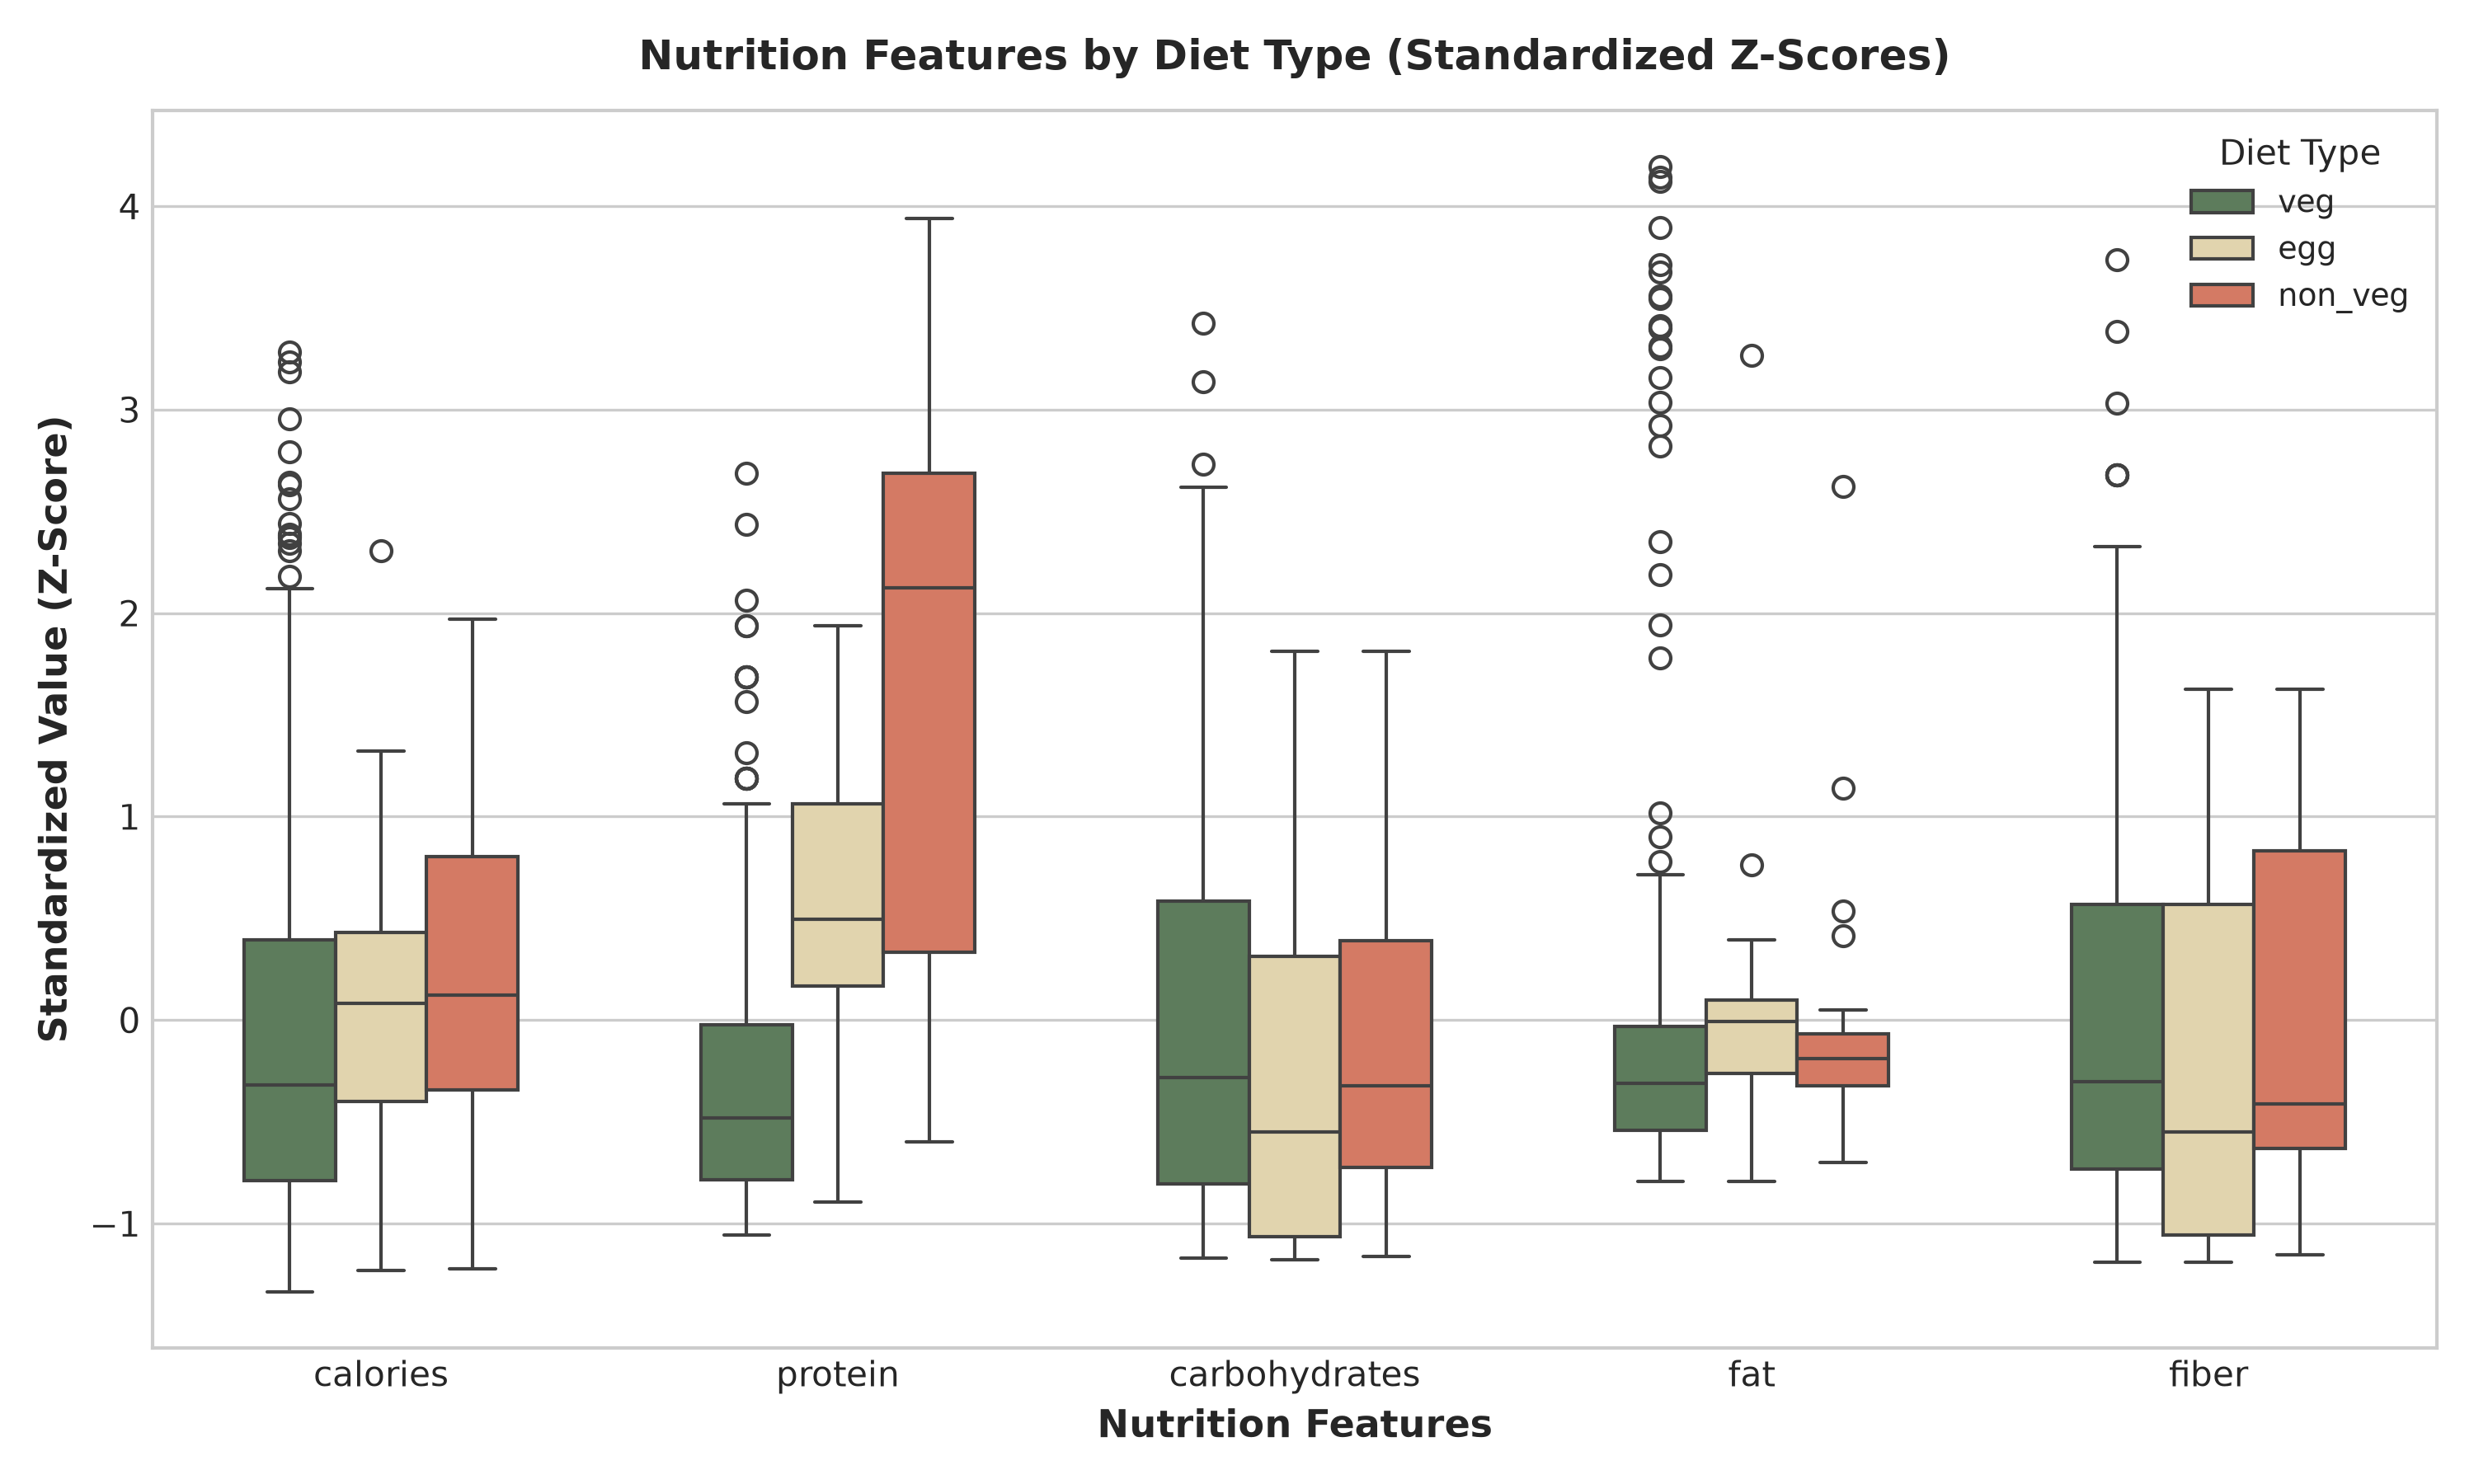 Nutrition Features by Diet Type (Standardized Z-Scores)
Standardized Value (Z-Score)
4
3
2
1
0
−1
Diet Type
veg
egg
non_veg
calories
protein
carbohydrates
fat
fiber
Nutrition Features